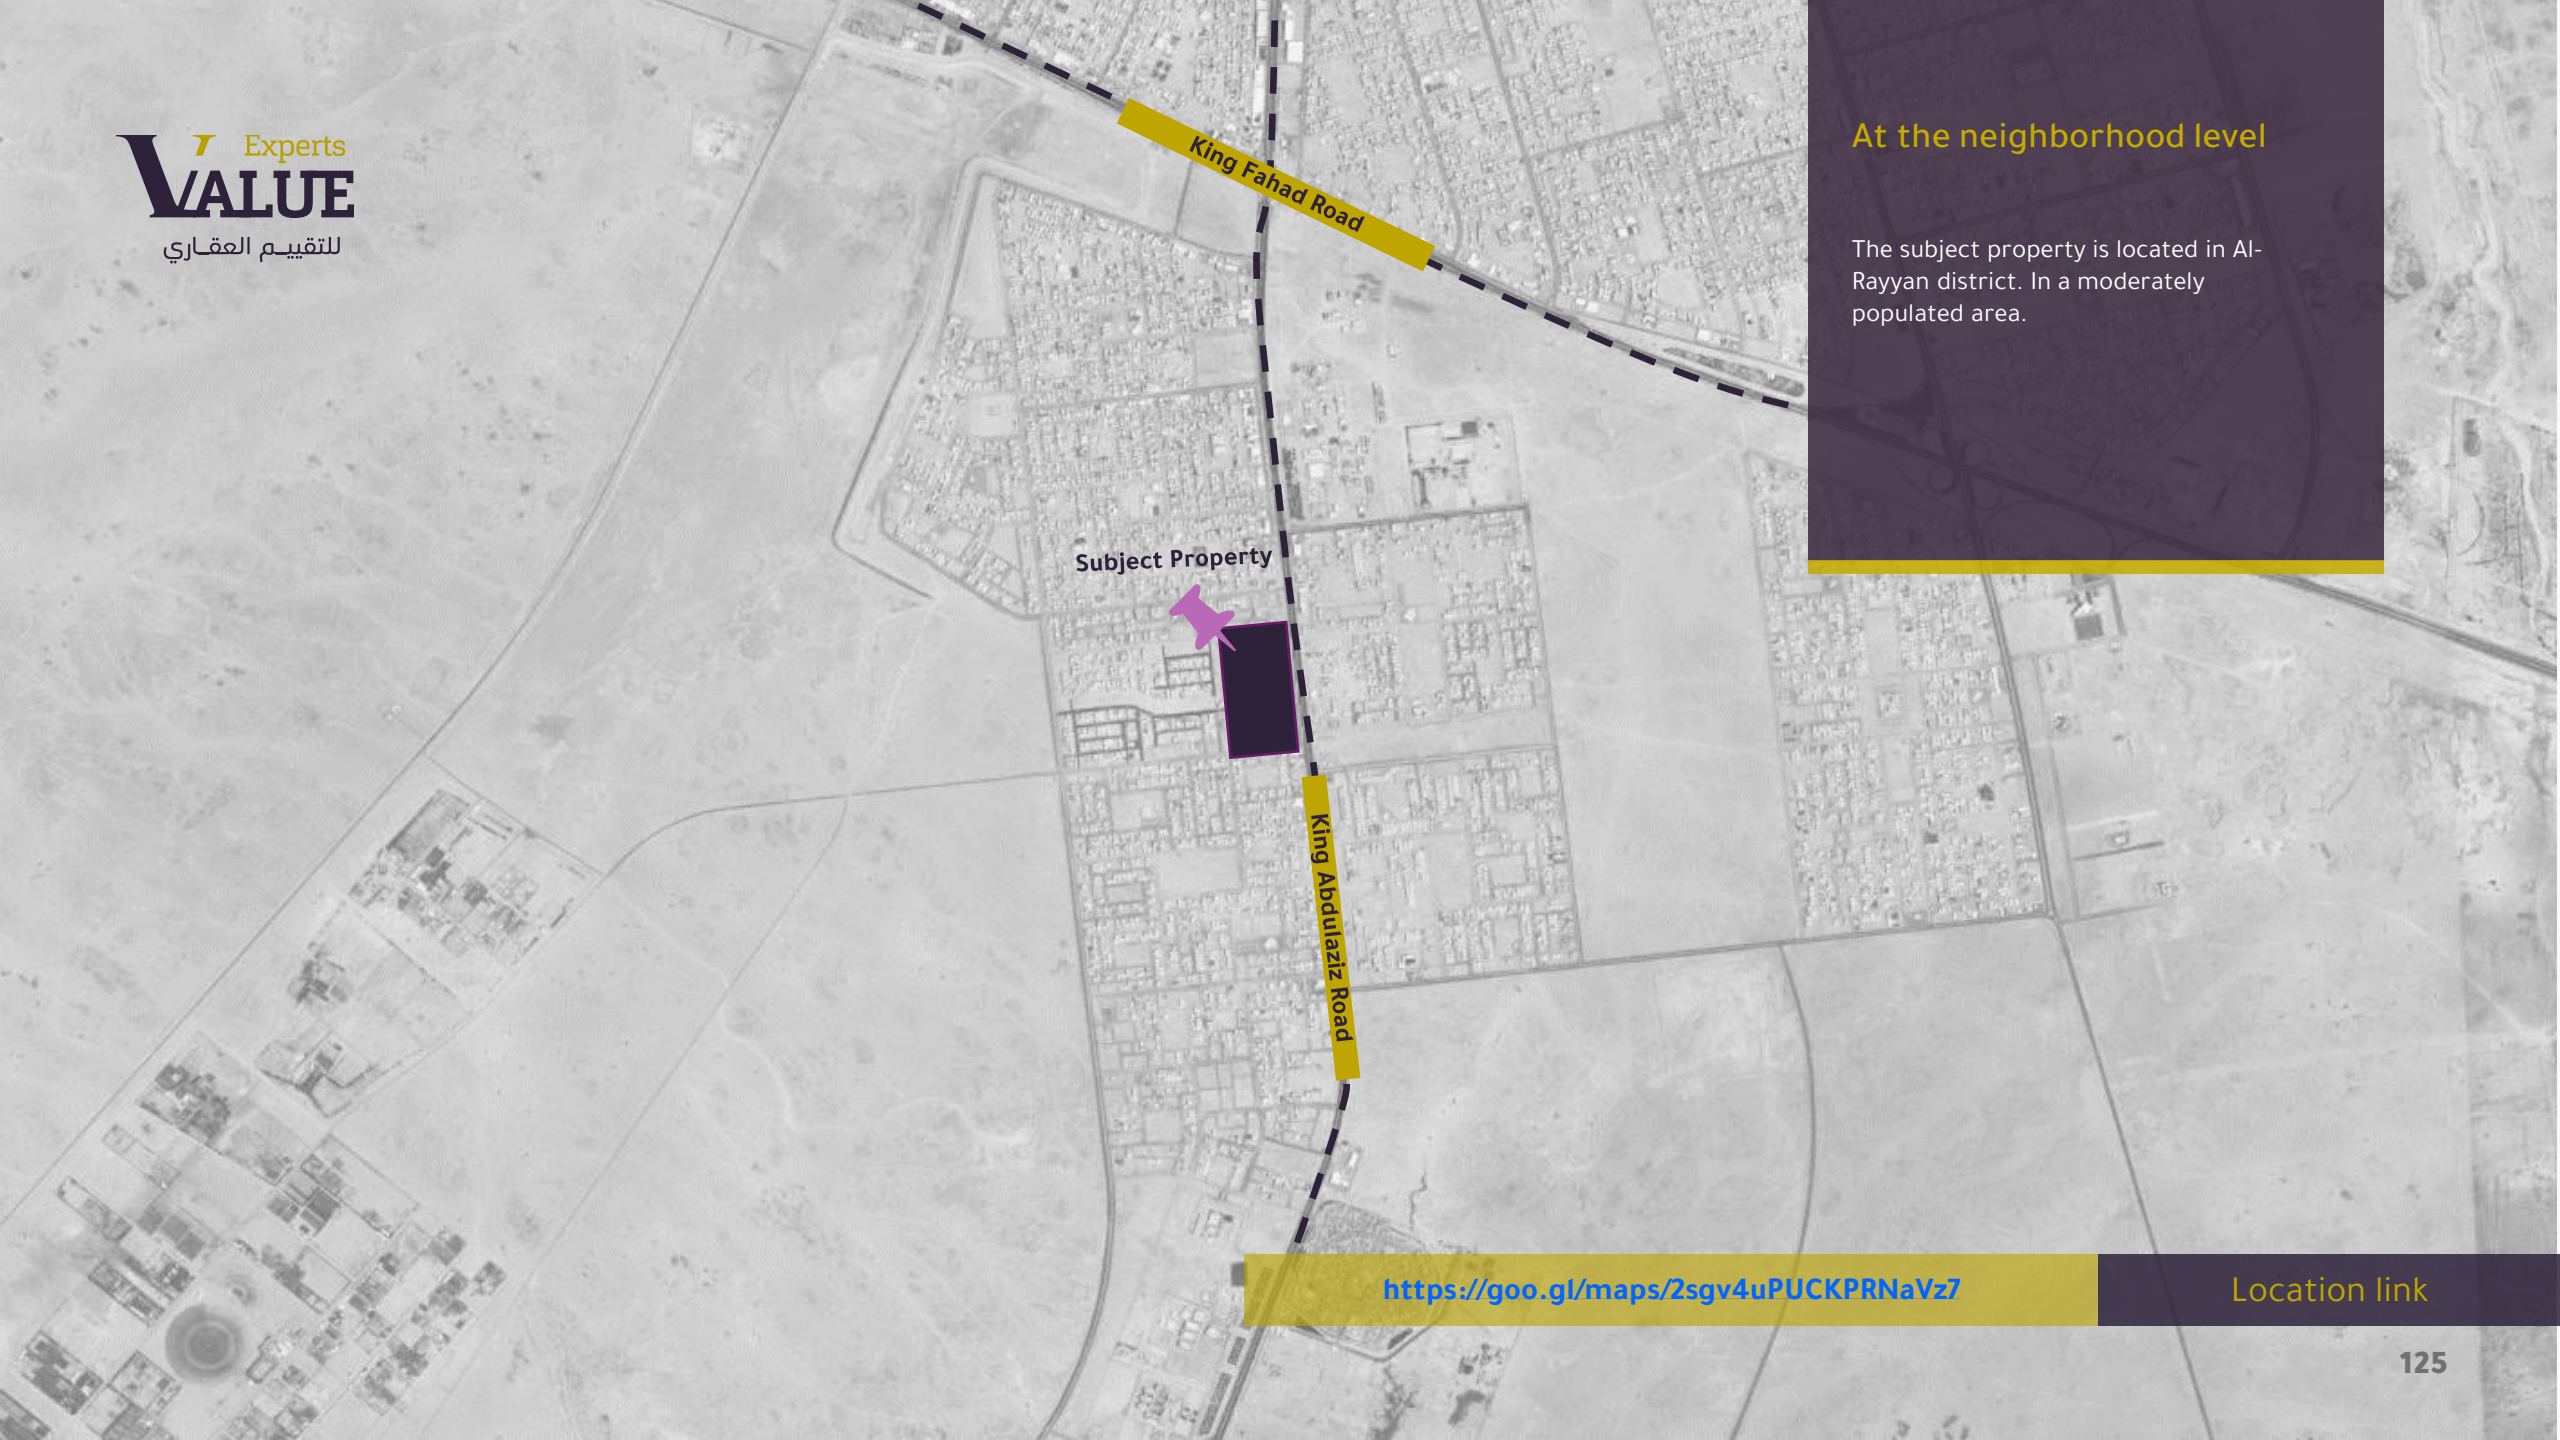 Experts
VALUE
للتقييم العقاري
King Fahad Road
At the neighborhood level
The subject property is located in Al-
Rayyan district. In a moderately
populated area.
Subject Property
King Abdulaziz Road
https://goo.gl/maps/2sgv4uPUCKPRNaVz7
Location link
125